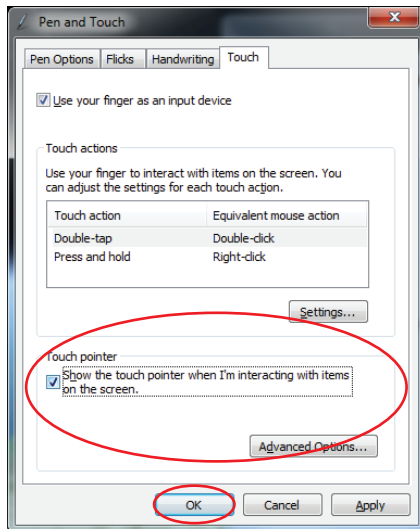 Pen and Touch
Pen Options Flicks Handwriting Touch
Use your finger as an input device
Touch actions
Use your finger to interact with items on the screen. You
can adjust the settings for each touch action.
Touch action Equivalent mouse action
Double-tap Double-click
Press and hold Right-click
Settings...
Touch pointer
Show the touch pointer when I'm interacting with items
on the screen.
Advanced Options...
OK Cancel Apply